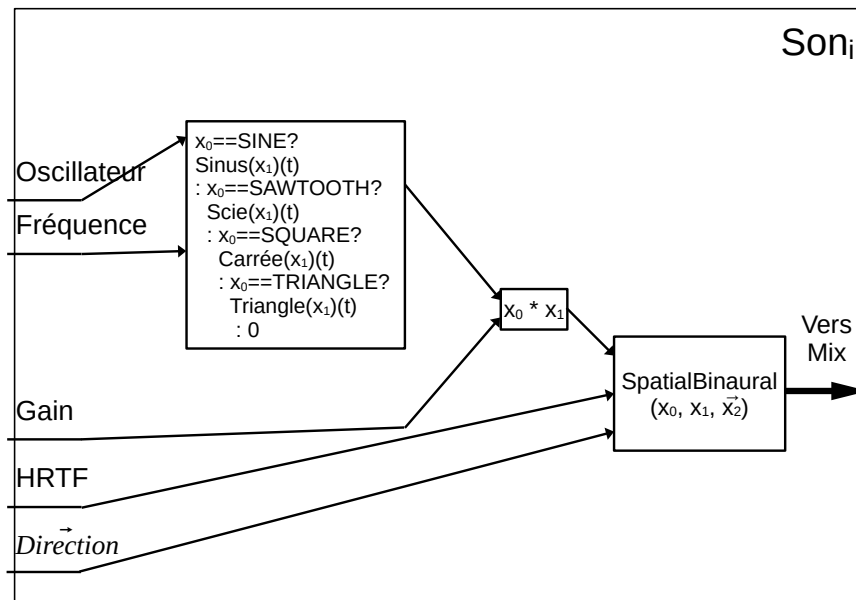 Son₍ᵢ₎
Oscillateur
Fréquence
x₀==SINE?
Sinus(x₁)(t)
: x₀==SAWTOOTH?
Scie(x₁)(t)
: x₀==SQUARE?
Carrée(x₁)(t)
: x₀==TRIANGLE?
Triangle(x₁)(t)
: 0
x₀ * x₁
Vers
Mix
SpatialBinaural
(x₀, x₁, x⃗₂)
Gain
HRTF
Direction